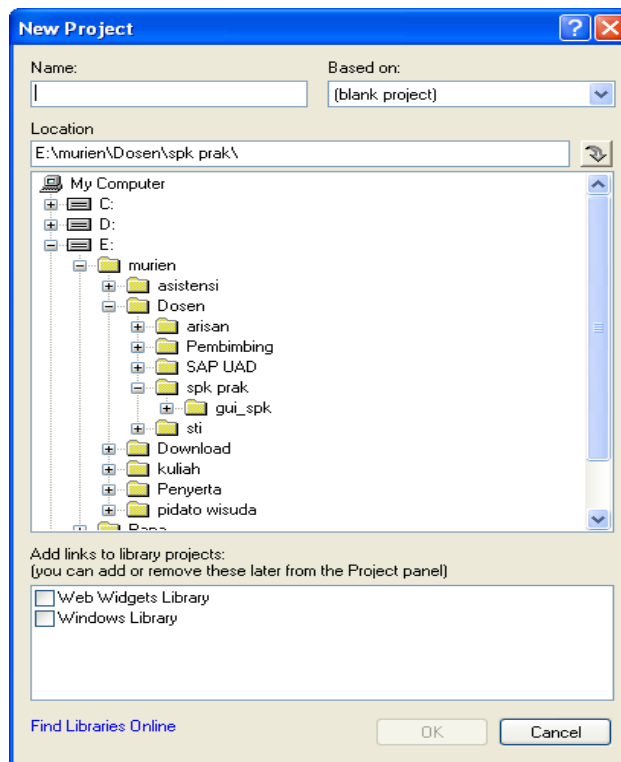 New Project
Name:
Based on:
(blank project)
Location
E:\murien\Dosen\spk prak\
My Computer
C:
D:
E:
murien
asistensi
Dosen
arisan
Pembimbing
SAP UAD
spk prak
gui_spk
sti
Download
kuliah
Penyerta
pidato wisuda
Add links to library projects:
(you can add or remove these later from the Project panel)
Web Widgets Library
Windows Library
Find Libraries Online
OK
Cancel